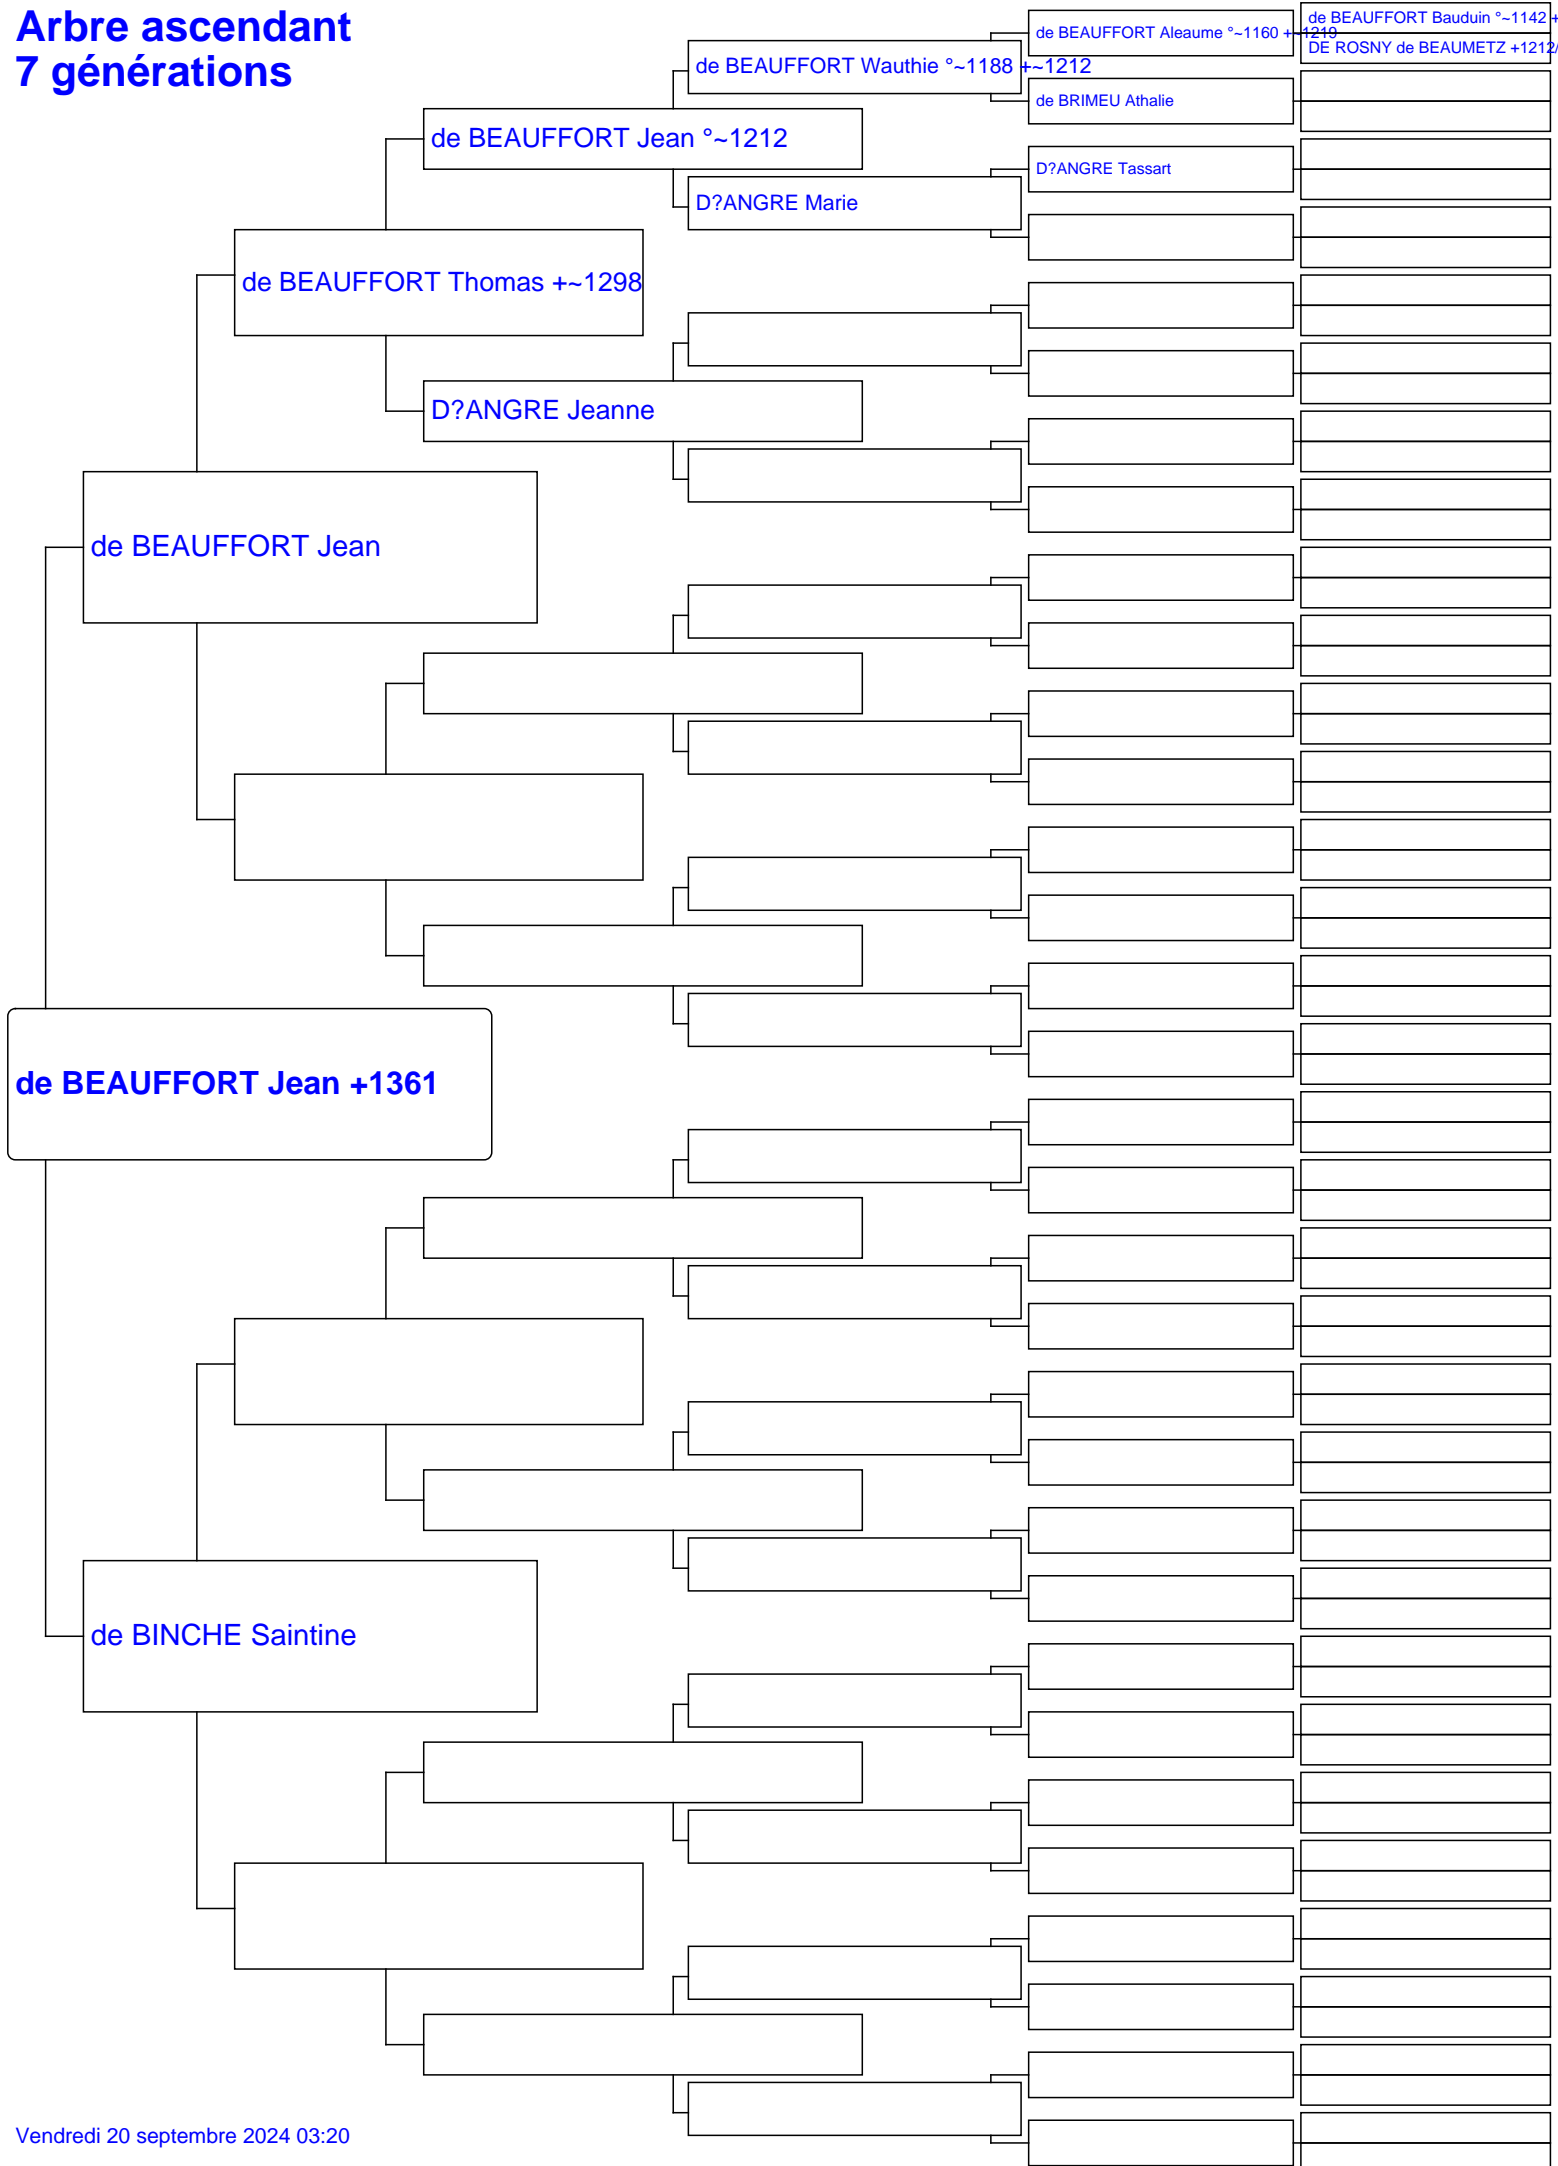 Arbre ascendant
7 générations
de BEAUFFORT Bauduin °~1142 +
de BEAUFFORT Aleaume °~1160 +~1219
DE ROSNY de BEAUMETZ +1212/
de BEAUFFORT Wauthie °~1188 +~1212
de BRIMEU Athalie
de BEAUFFORT Jean °~1212
D?ANGRE Tassart
D?ANGRE Marie
de BEAUFFORT Thomas +~1298
D?ANGRE Jeanne
de BEAUFFORT Jean
de BEAUFFORT Jean +1361
de BINCHE Saintine
Vendredi 20 septembre 2024 03:20